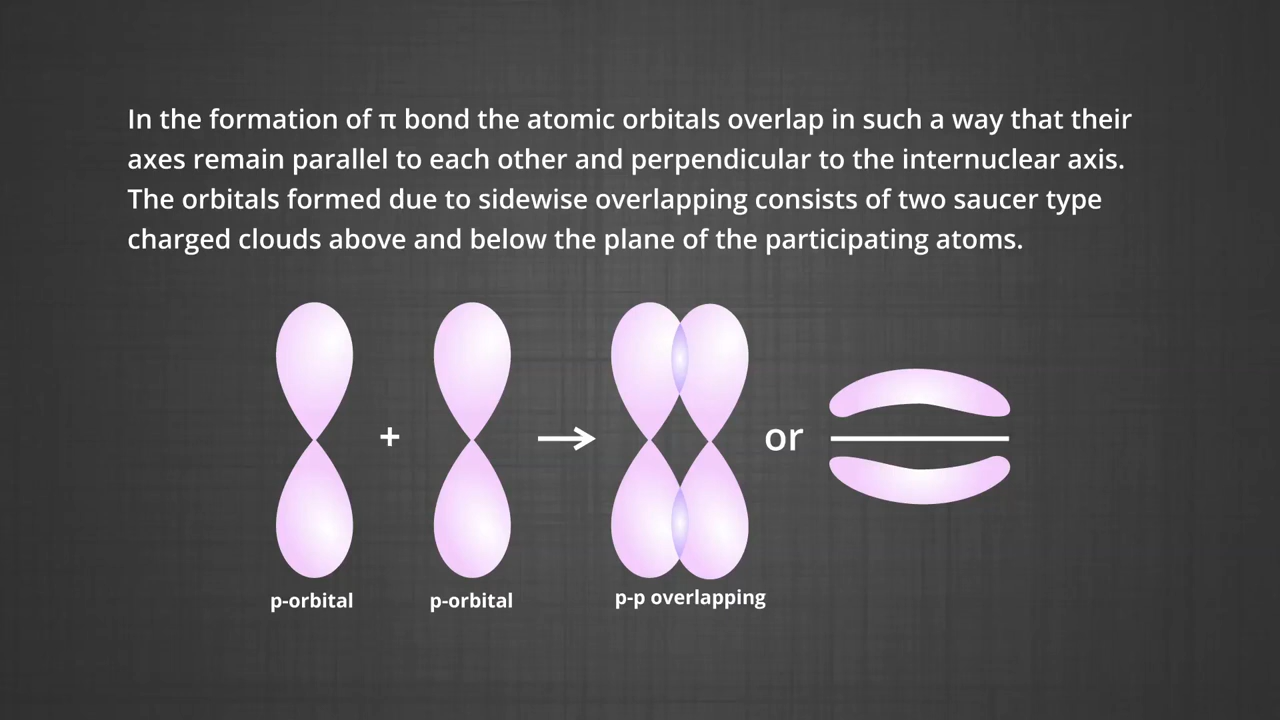 In the formation of π bond the atomic orbitals overlap in such a way that their
axes remain parallel to each other and perpendicular to the internuclear axis.
The orbitals formed due to sidewise overlapping consists of two saucer type
charged clouds above and below the plane of the participating atoms.
+
or
p-orbital
p-orbital
p-p overlapping